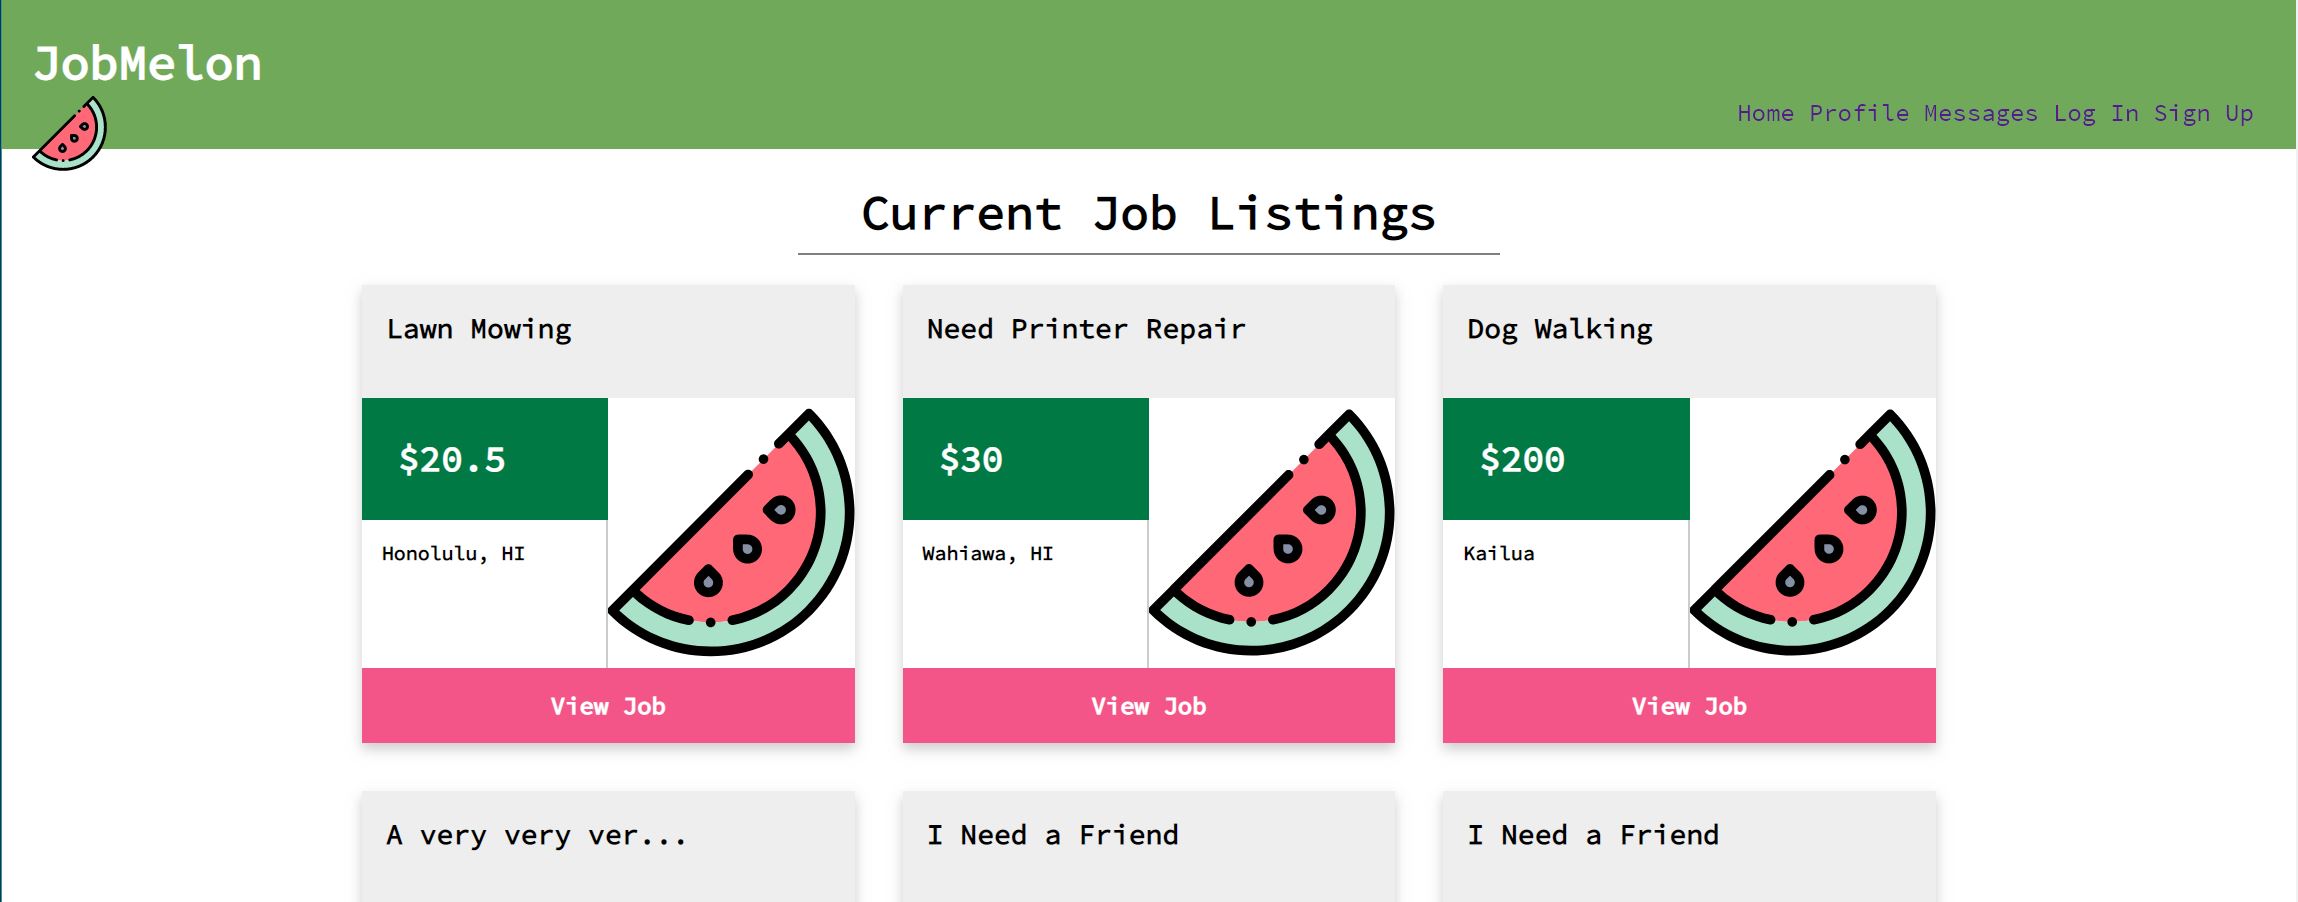 JobMelon
Home Profile Messages Log In Sign Up
Current Job Listings
Lawn Mowing
Need Printer Repair
Dog Walking
$20.5
$30
$200
Honolulu, HI
Wahiawa, HI
Kailua
View Job
View Job
View Job
A very very ver...
I Need a Friend
I Need a Friend